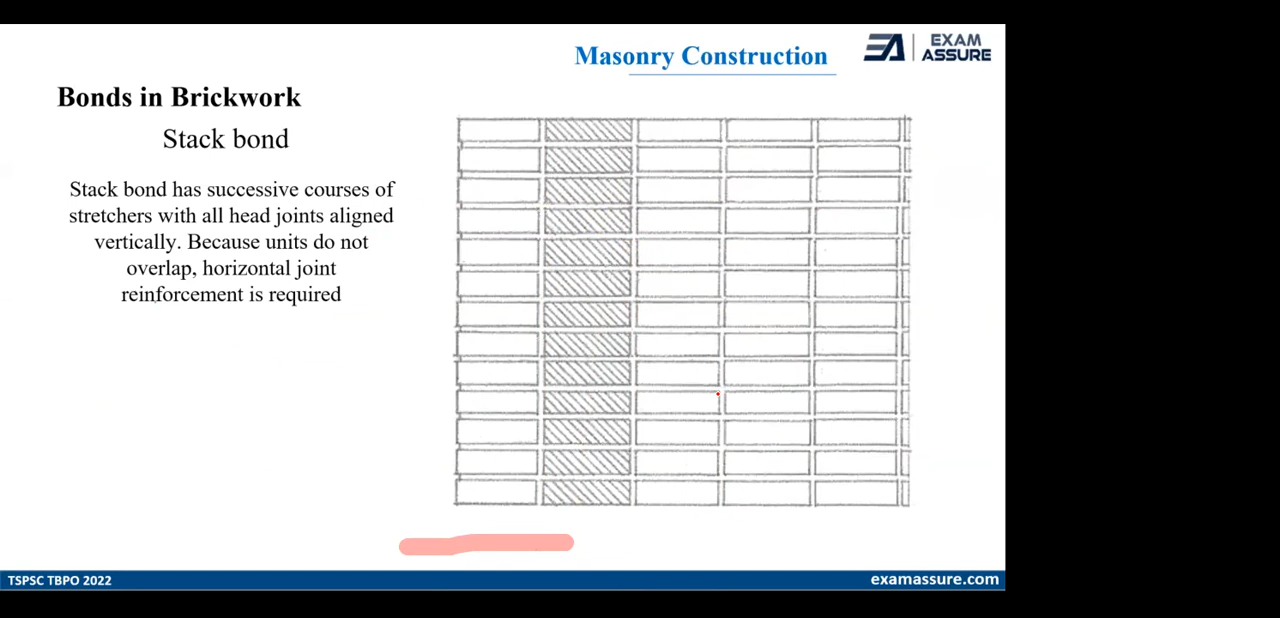 Masonry Construction
EXAM
ASSURE
Bonds in Brickwork
Stack bond
Stack bond has successive courses of
stretchers with all head joints aligned
vertically. Because units do not
overlap, horizontal joint
reinforcement is required
TSPSC TBPO 2022
examassure.com